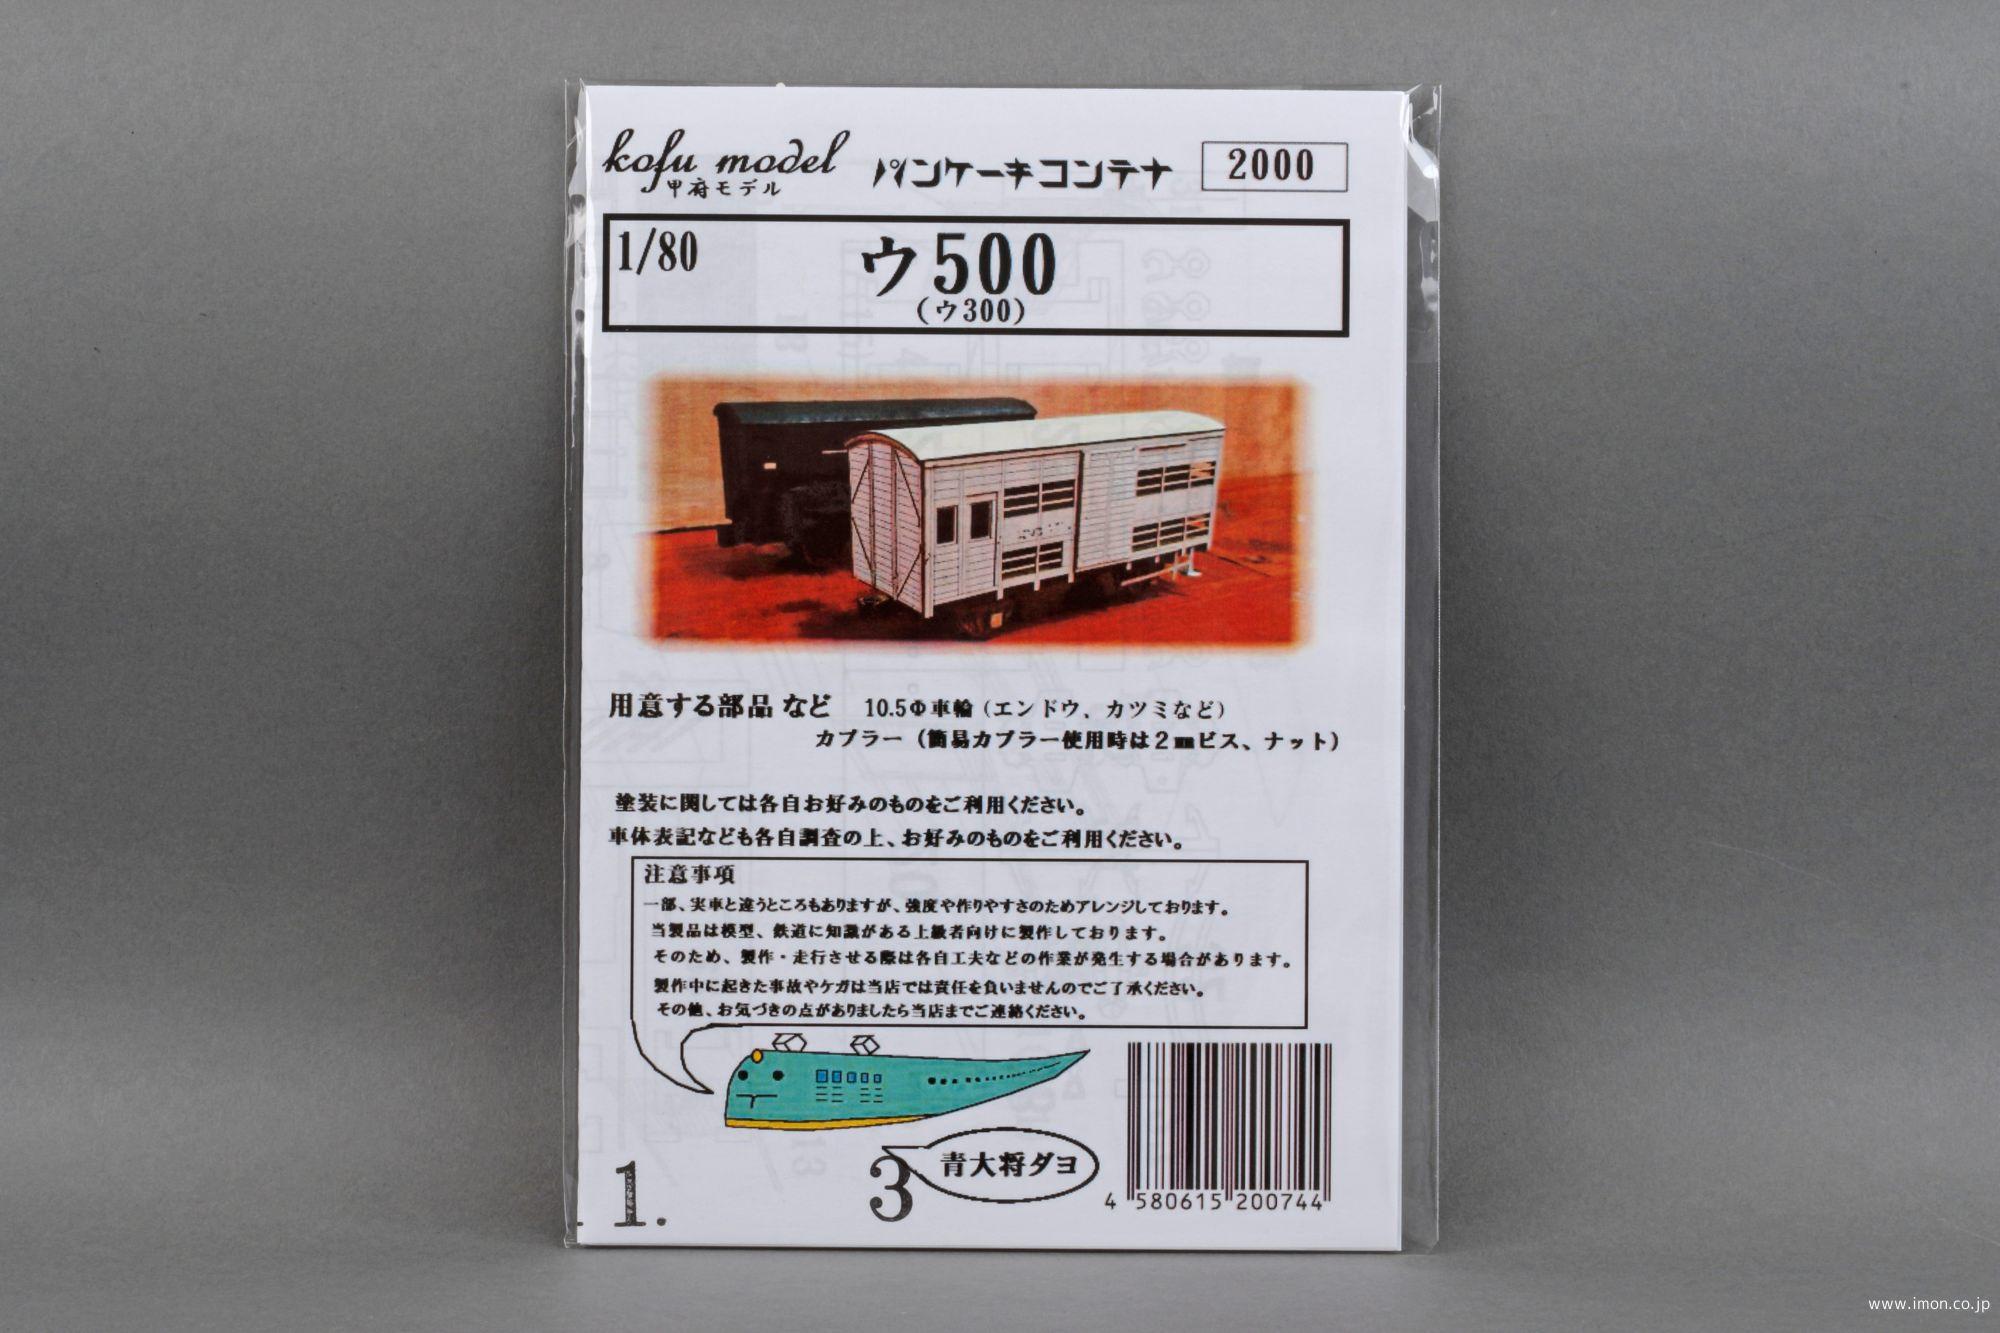 kofu model
甲府モデル
パンケーキコンテナ
2000
1/80
ウ500
(ウ300)
用意する部品 など 10.5Φ車輪（エンドウ、カツミなど）
カプラー（簡易カプラー使用時は２㎜ビス、ナット）
塗装に関しては各自お好みのものをご利用ください。
車体表記なども各自調査の上、お好みのものをご利用ください。
注意事項
一部、実車と違うところもありますが、強度や作りやすさのためアレンジしております。
当製品は模型、鉄道に知識がある上級者向けに製作しております。
そのため、製作・走行させる際は各自工夫などの作業が発生する場合があります。
製作中に起きた事故やケガは当店では責任を負いませんのでご了承ください。
その他、お気づきの点がありましたら当店までご連絡ください。
青大将ダヨ
1. 3
4 580615 200744
www.imon.co.jp